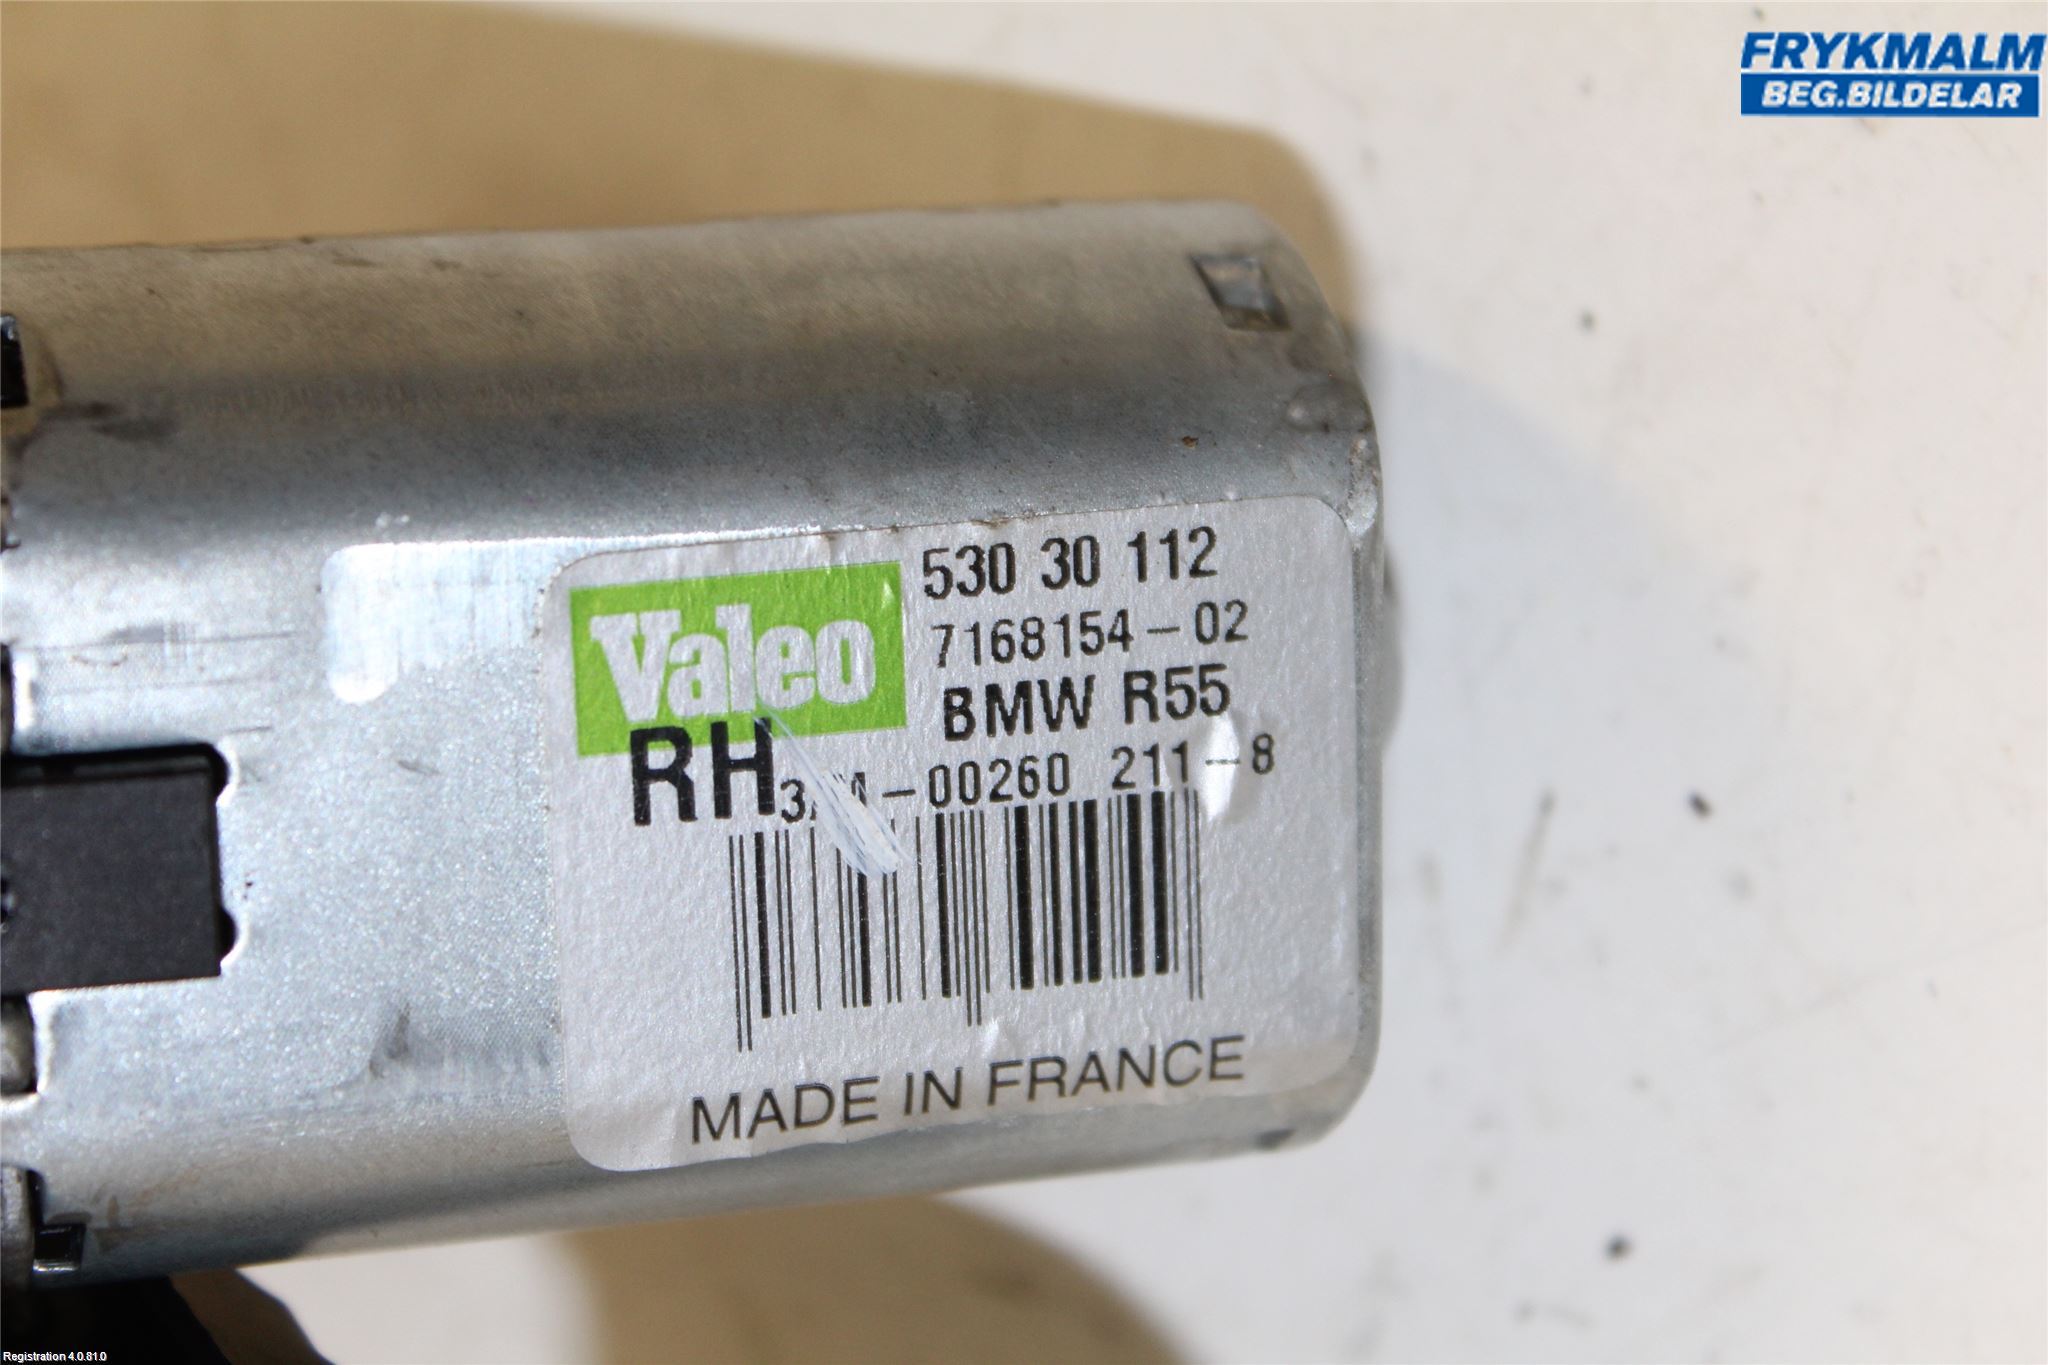 FRYKMALM
BEG.BILDELAR
Valeo
530 30 112
7168154-02
BMW R55
RH
-00260 211-8
MADE IN FRANCE
Registration 4.0.81.0